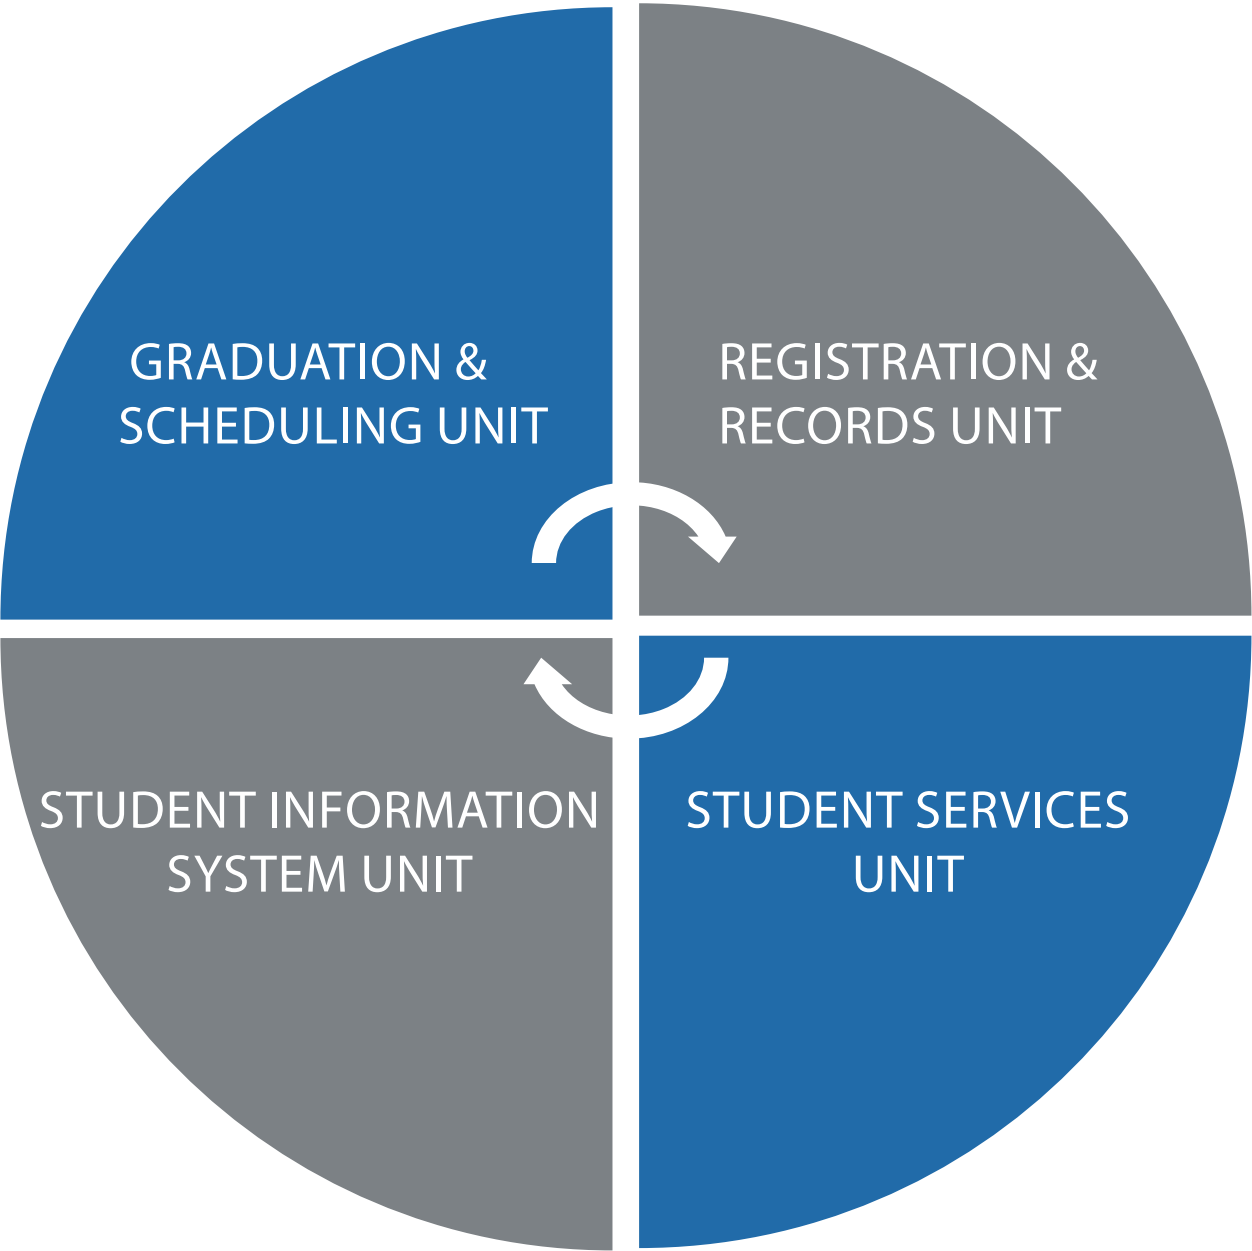 GRADUATION &
SCHEDULING UNIT
REGISTRATION &
RECORDS UNIT
STUDENT INFORMATION
SYSTEM UNIT
STUDENT SERVICES
UNIT